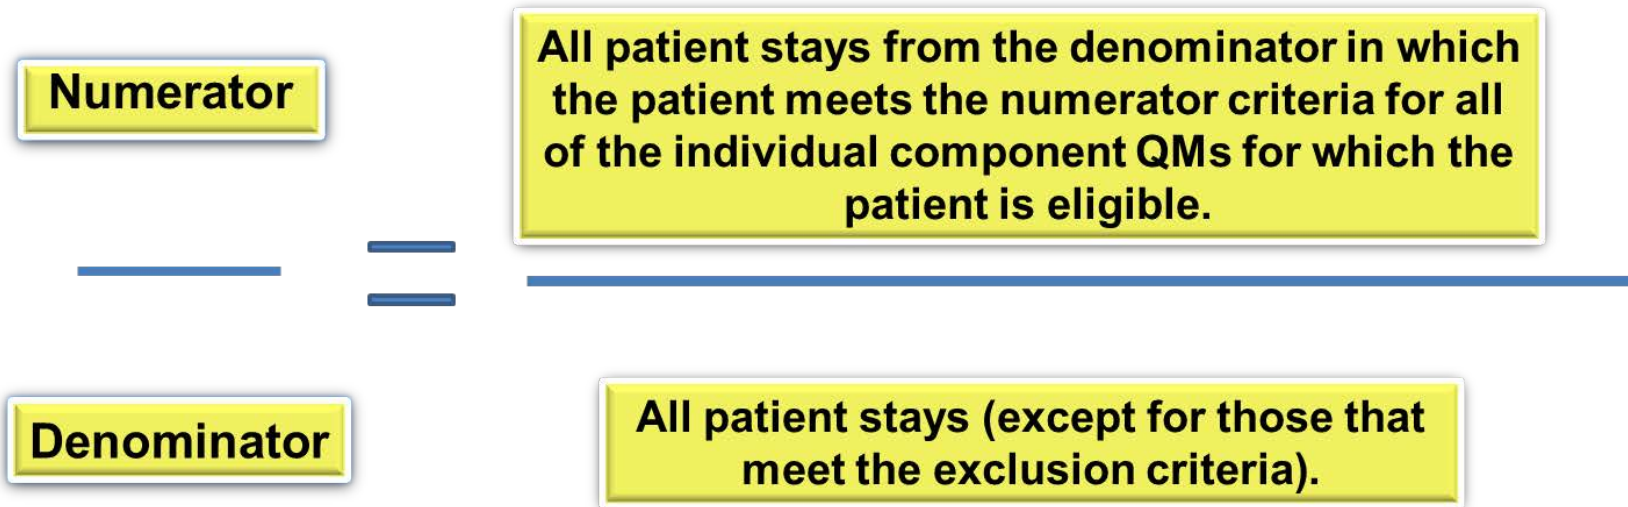 Numerator
All patient stays from the denominator in which
the patient meets the numerator criteria for all
of the individual component QMs for which the
patient is eligible.
Denominator
All patient stays (except for those that
meet the exclusion criteria).